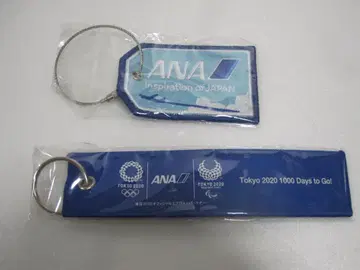 ANA
Inspiration of JAPAN
TOKYO 2020
ANA
TOKYO 2020
Tokyo 2020 1000 Days to Go!